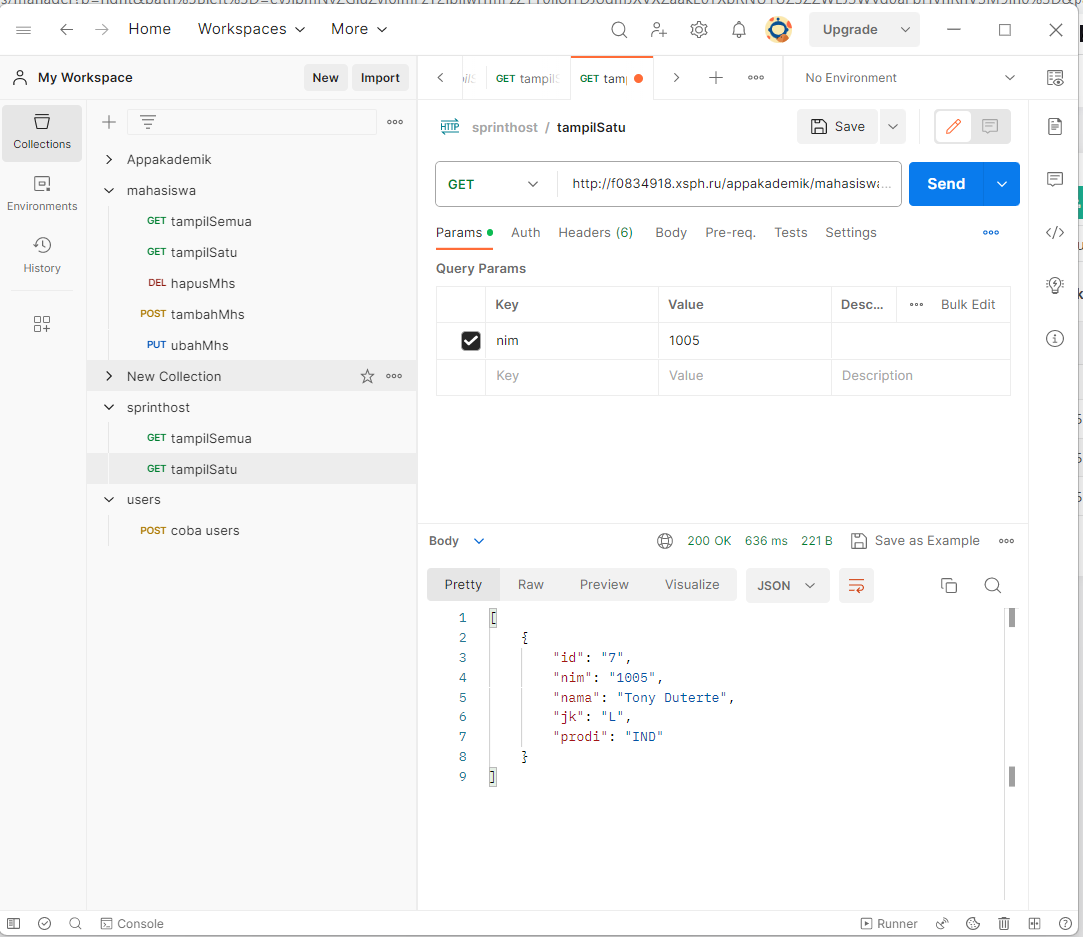 Home Workspaces More Upgrade
My Workspace New Import
GET tampilS GET tamp No Environment
Collections
Environments
History
Appakademik
mahasiswa
GET tampilSemua
GET tampilSatu
DEL hapusMhs
POST tambahMhs
PUT ubahMhs
New Collection
sprinthost
GET tampilSemua
GET tampilSatu
users
POST coba users
HTTP sprinthost / tampilSatu Save
GET http://f0834918.xsph.ru/appakademik/mahasiswa... Send
Params Auth Headers (6) Body Pre-req. Tests Settings
Query Params
Key Value Desc... Bulk Edit
nim 1005
Key Value Description
Body 200 OK 636 ms 221 B Save as Example
Pretty Raw Preview Visualize JSON
1 [
2 {
3 "id": "7",
4 "nim": "1005",
5 "nama": "Tony Duterte",
6 "jk": "L",
7 "prodi": "IND"
8 }
9 ]
Console Runner